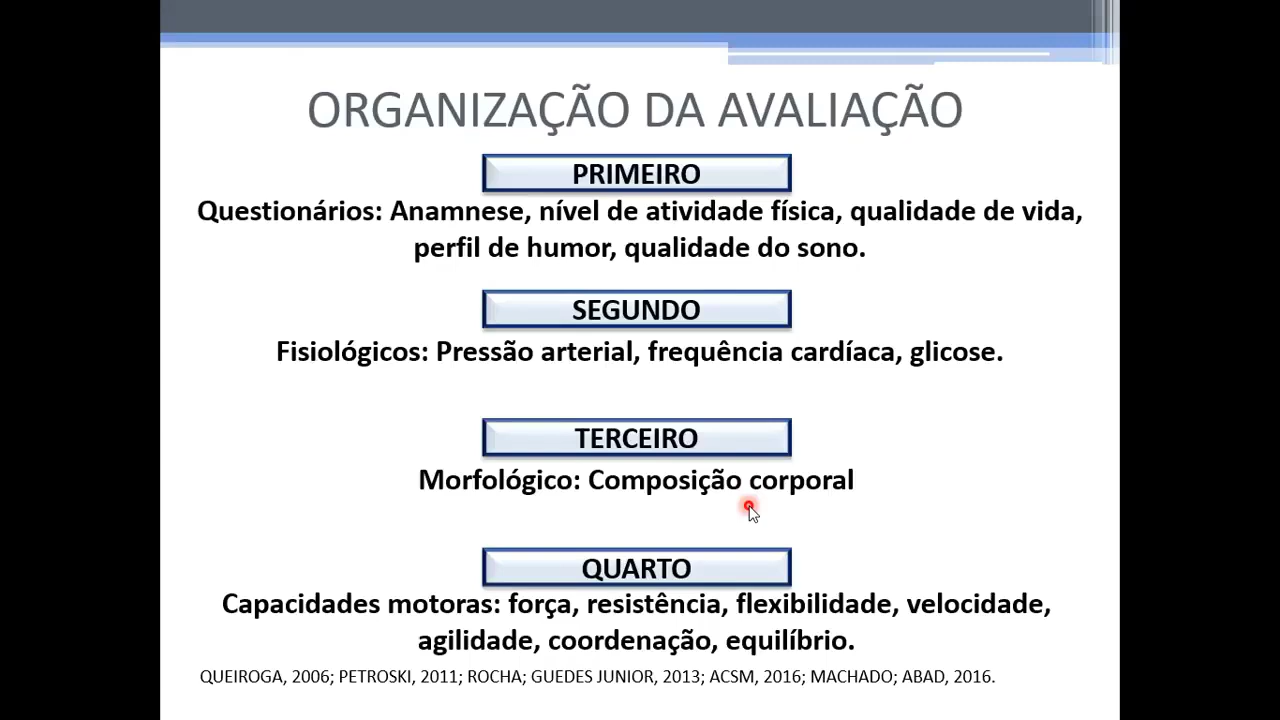 ORGANIZAÇÃO DA AVALIAÇÃO
PRIMEIRO
Questionários: Anamnese, nível de atividade física, qualidade de vida,
perfil de humor, qualidade do sono.
SEGUNDO
Fisiológicos: Pressão arterial, frequência cardíaca, glicose.
TERCEIRO
Morfológico: Composição corporal
QUARTO
Capacidades motoras: força, resistência, flexibilidade, velocidade,
agilidade, coordenação, equilíbrio.
QUEIROGA, 2006; PETROSKI, 2011; ROCHA; GUEDES JUNIOR, 2013; ACSM, 2016; MACHADO; ABAD, 2016.